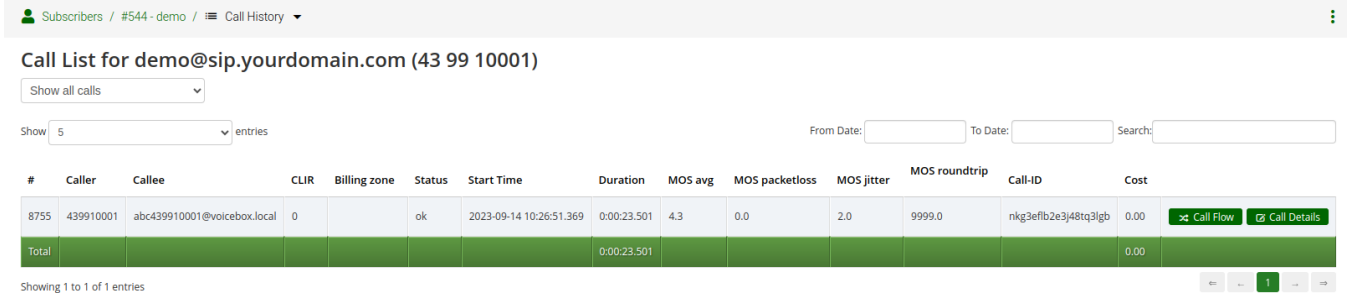 Subscribers / #544 - demo / Call History
Call List for demo@sip.yourdomain.com (43 99 10001)
Show all calls
Show 5 entries From Date: To Date: Search:
# Caller Callee CLIR Billing zone Status Start Time Duration MOS avg MOS packetloss MOS jitter MOS roundtrip Call-ID Cost
8755 439910001 abc439910001@voicebox.local 0 ok 2023-09-14 10:26:51.369 0:00:23.501 4.3 0.0 2.0 9999.0 nkg3eflb2e3j48tq3lgb 0.00 Call Flow Call Details
Total 0:00:23.501 0.00
Showing 1 to 1 of 1 entries ⇐ ← 1 → ⇒